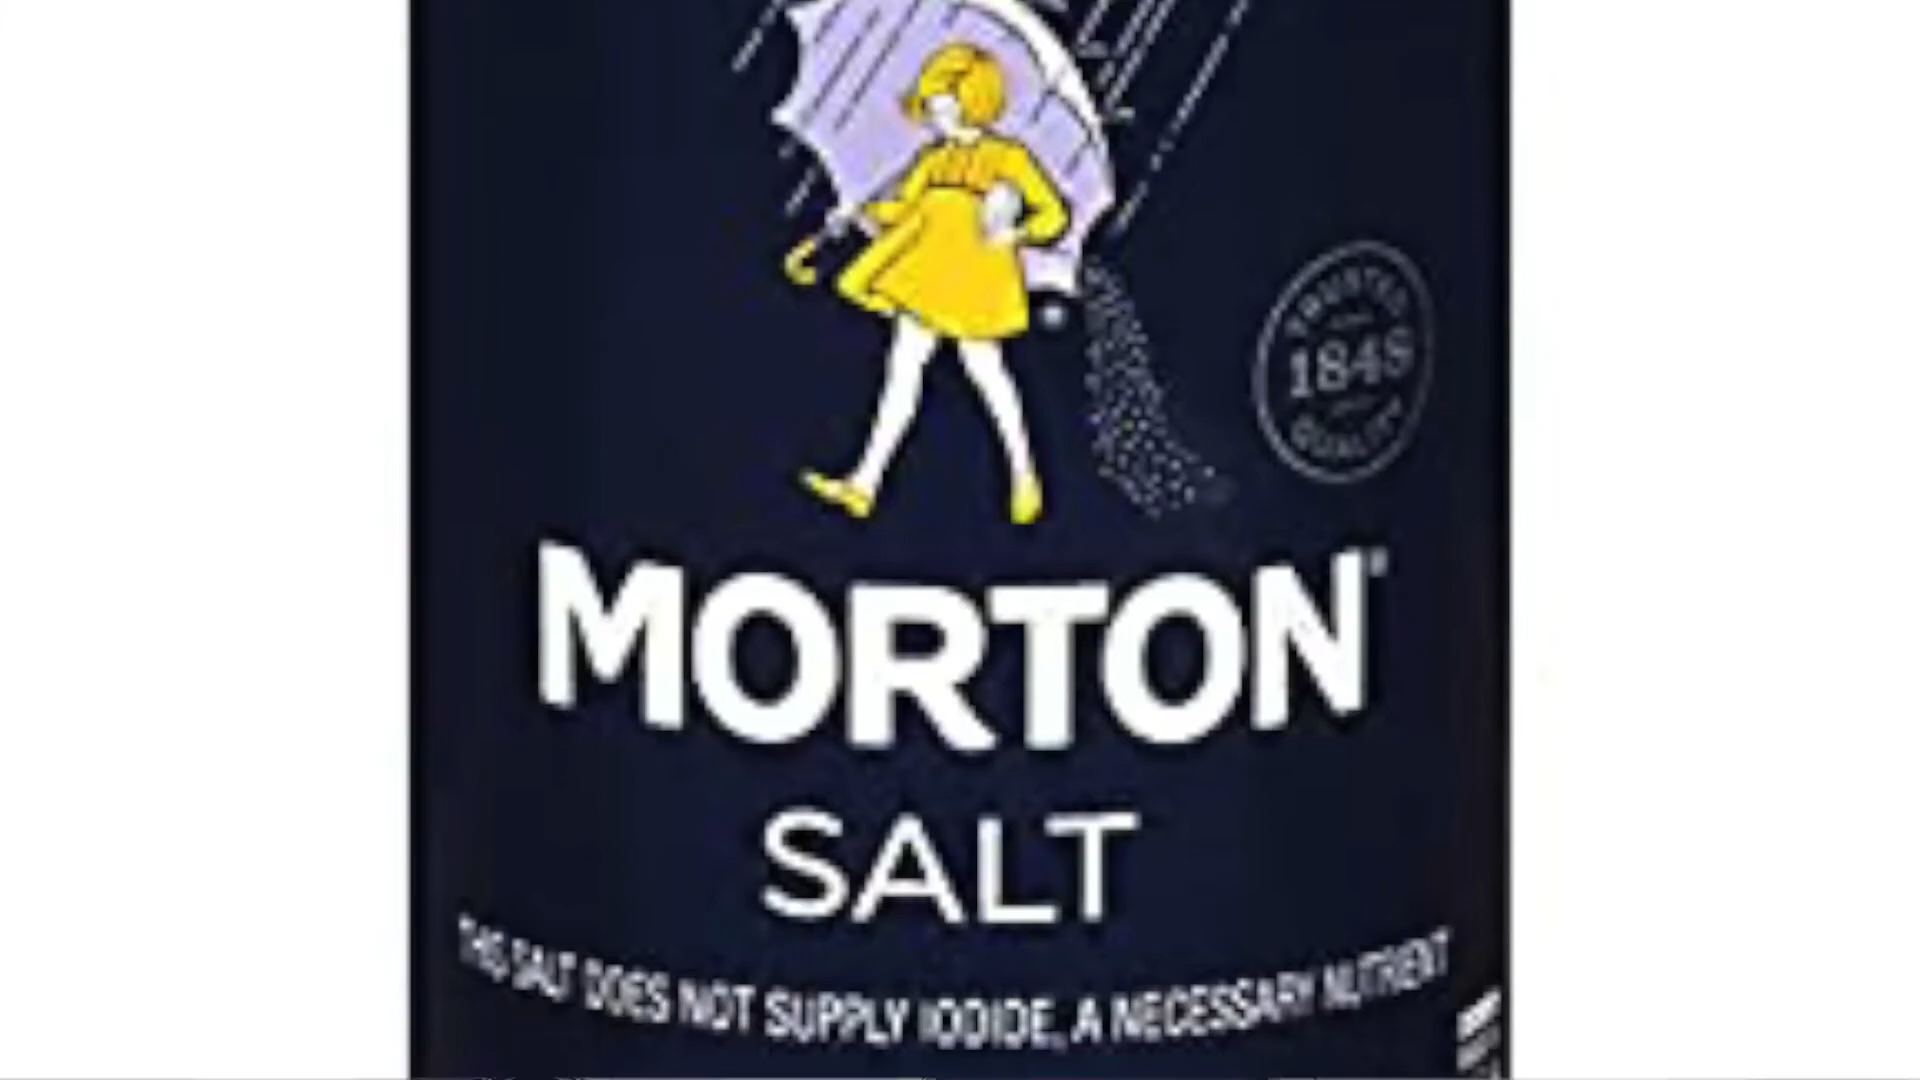 TRUSTED
1848
QUALITY
MORTON®
SALT
THIS SALT DOES NOT SUPPLY IODIDE, A NECESSARY NUTRIENT